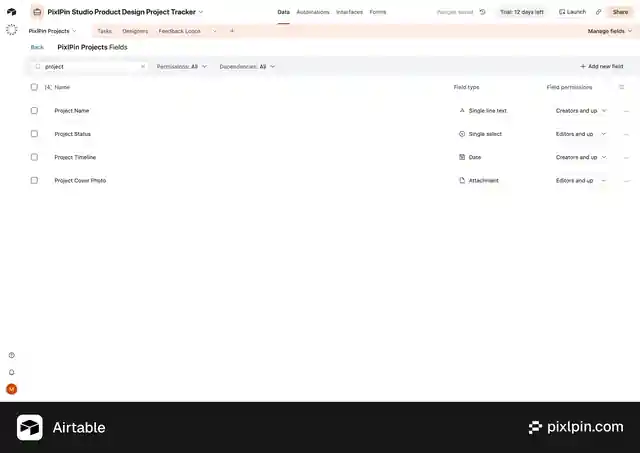 PixlPin Studio Product Design Project Tracker
Data Automations Interfaces Forms
Trial: 12 days left Launch Share
PixlPin Projects Tasks Designers Feedback Loops + Manage fields
Back PixlPin Projects Fields
project Permissions: All Dependencies: All + Add new field
Name Field type Field permissions
Project Name Single line text Creators and up
Project Status Single select Editors and up
Project Timeline Date Creators and up
Project Cover Photo Attachment Editors and up
M
Airtable pixlpin.com